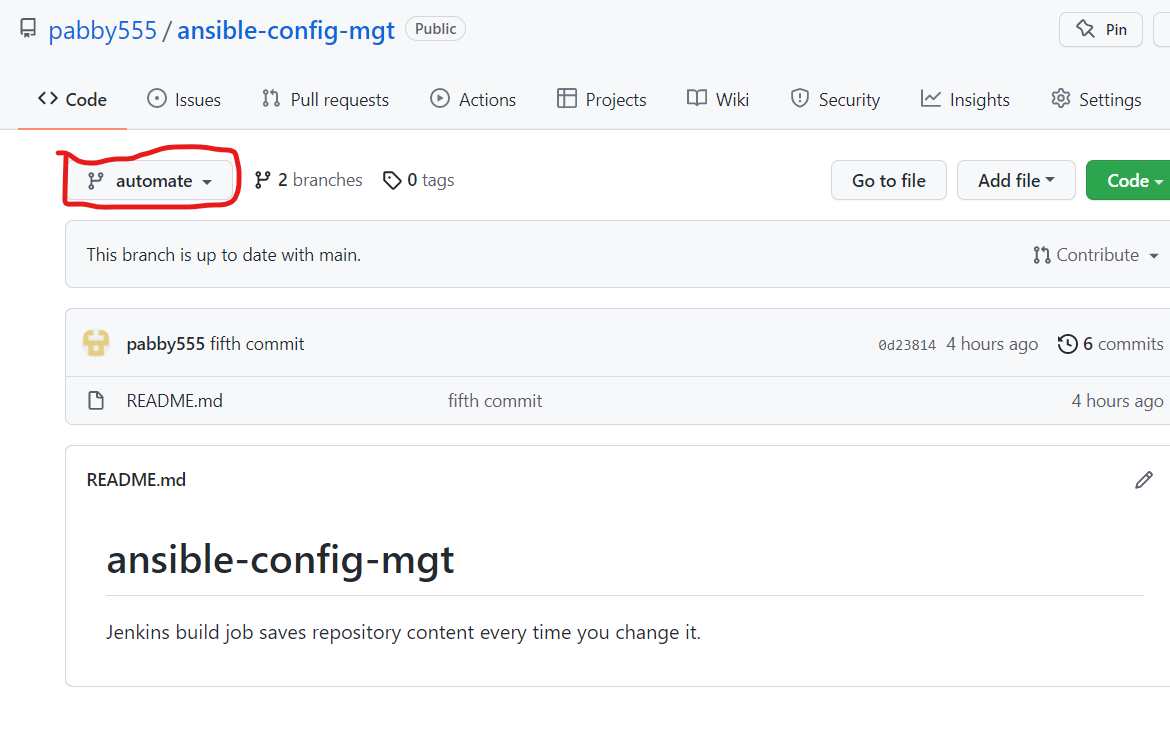 pabby555 / ansible-config-mgt Public Pin
Code Issues Pull requests Actions Projects Wiki Security Insights Settings
automate 2 branches 0 tags Go to file Add file Code
This branch is up to date with main. Contribute
pabby555 fifth commit 0d23814 4 hours ago 6 commits
README.md fifth commit 4 hours ago
README.md
ansible-config-mgt
Jenkins build job saves repository content every time you change it.